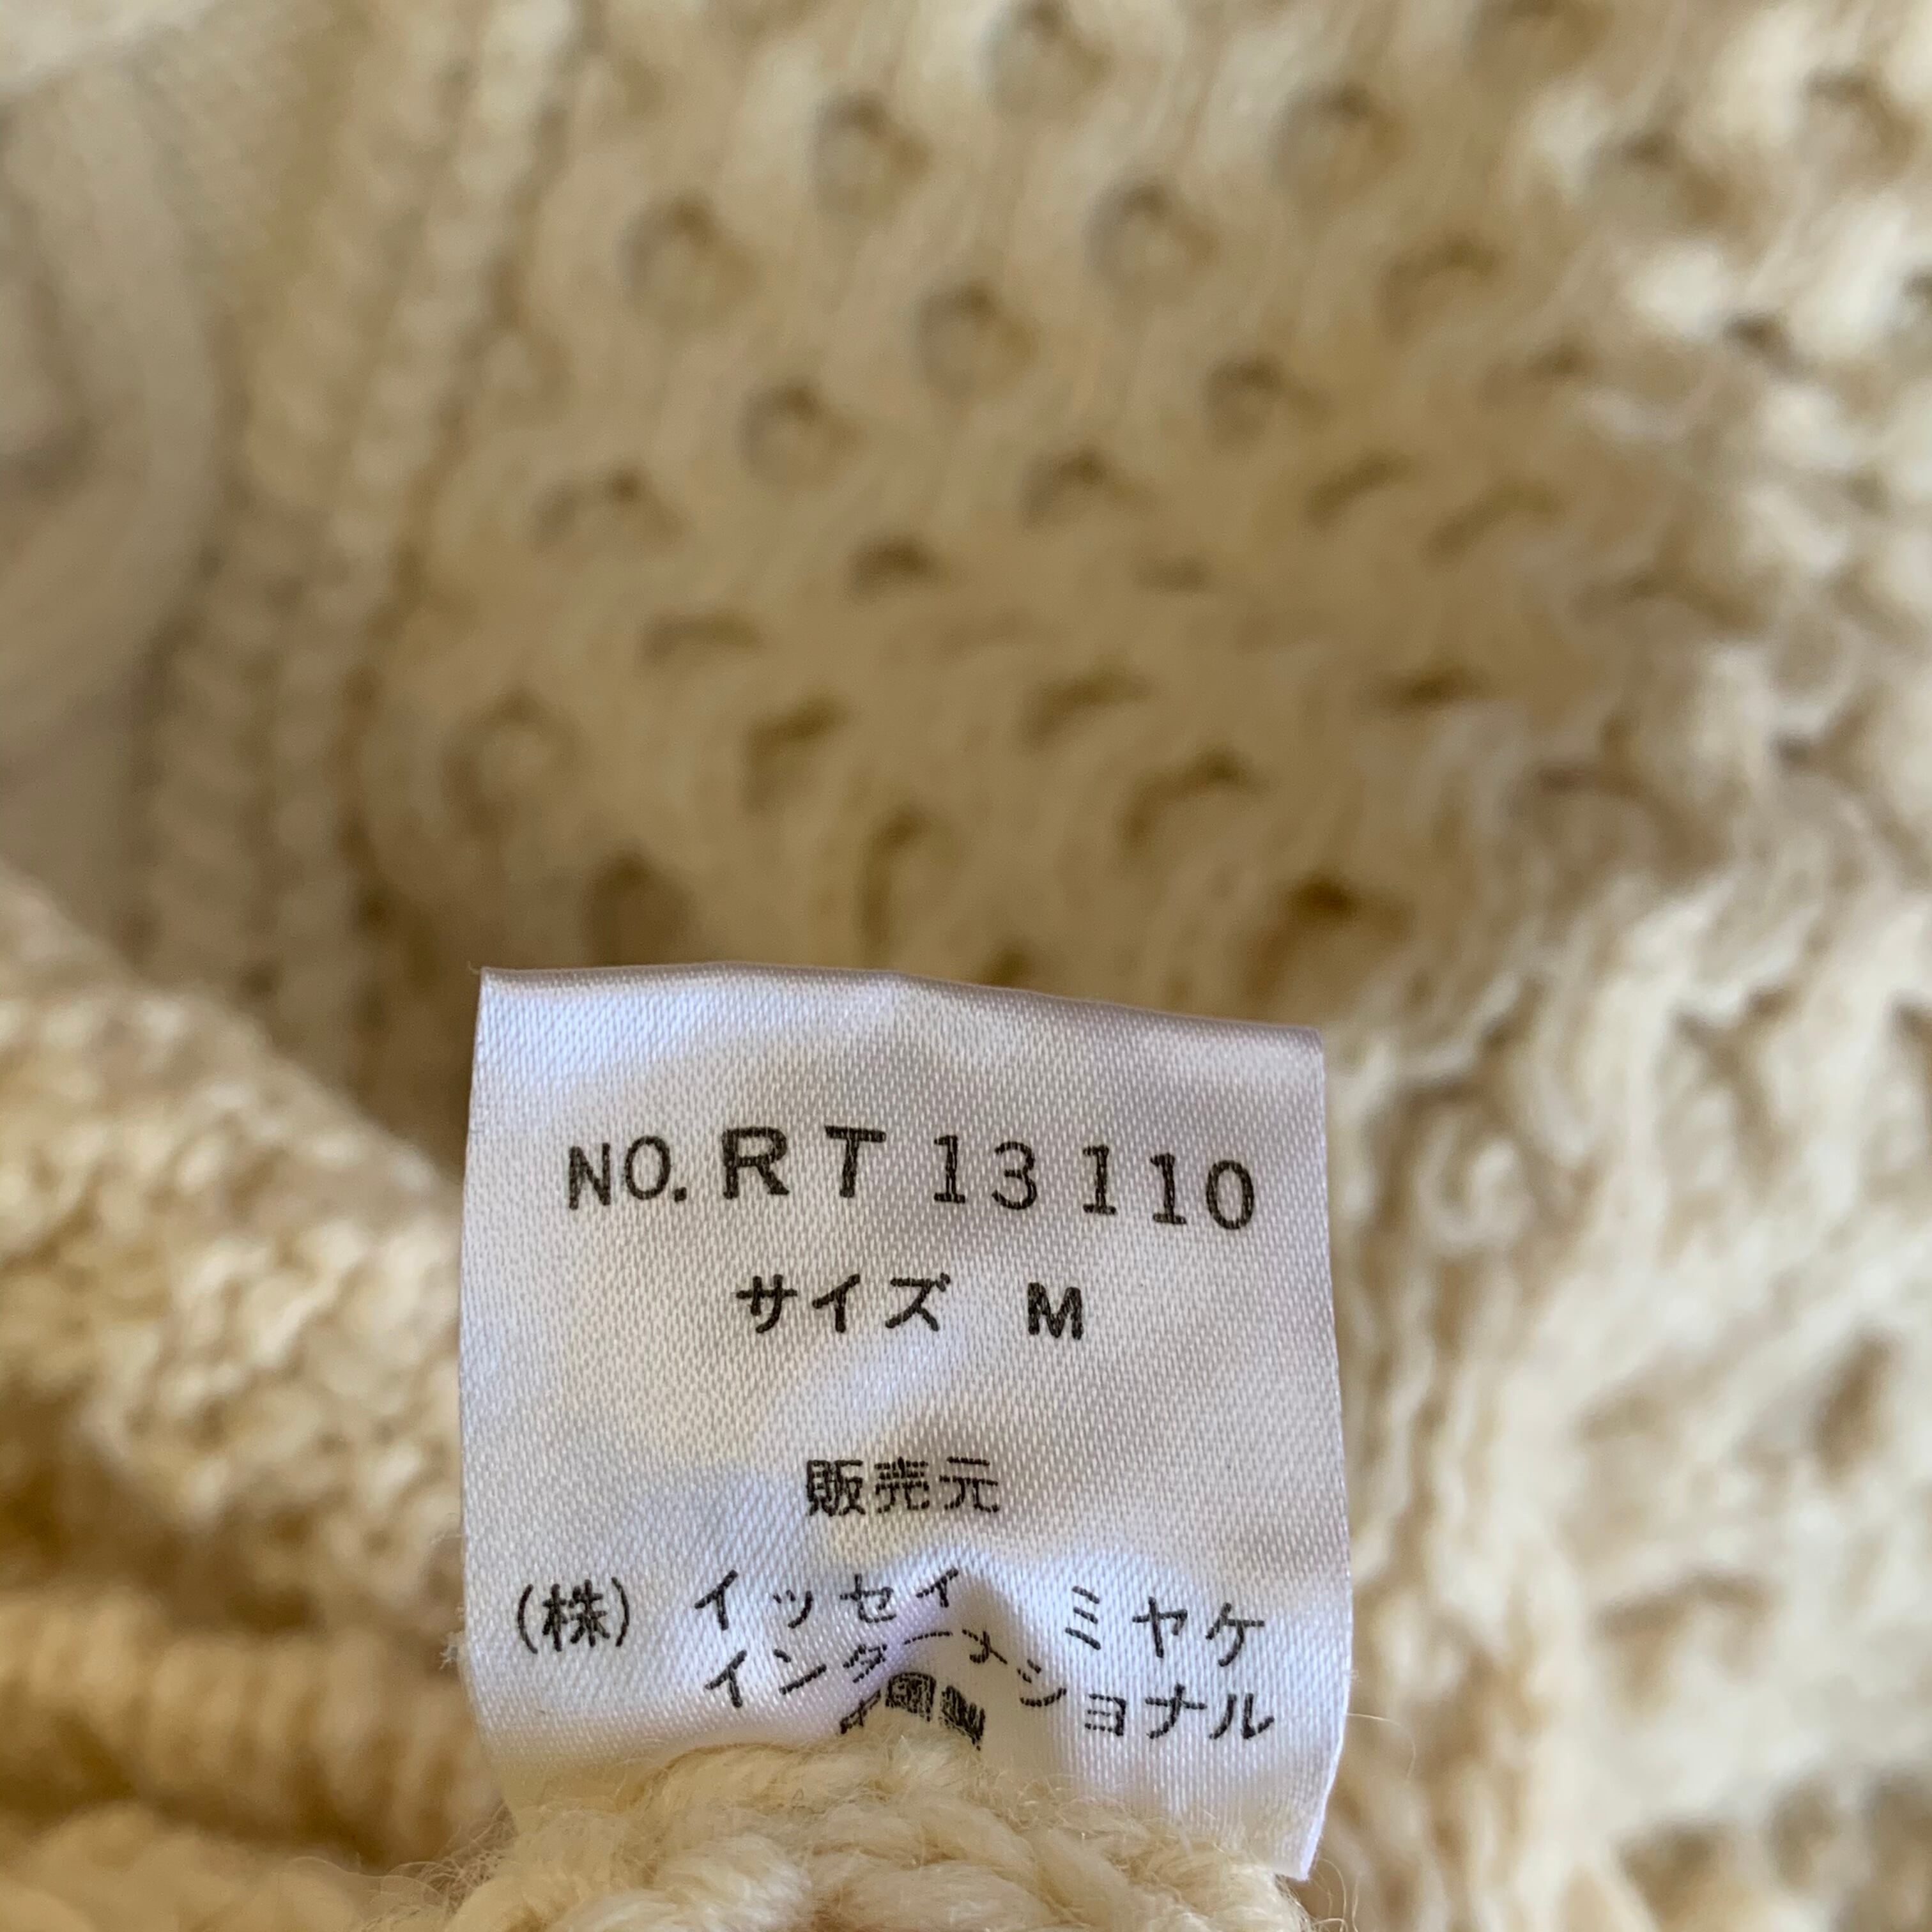 NO. RT 13110
サイズ M
販売元
(株) イッセイ ミヤケ
インターナショナル